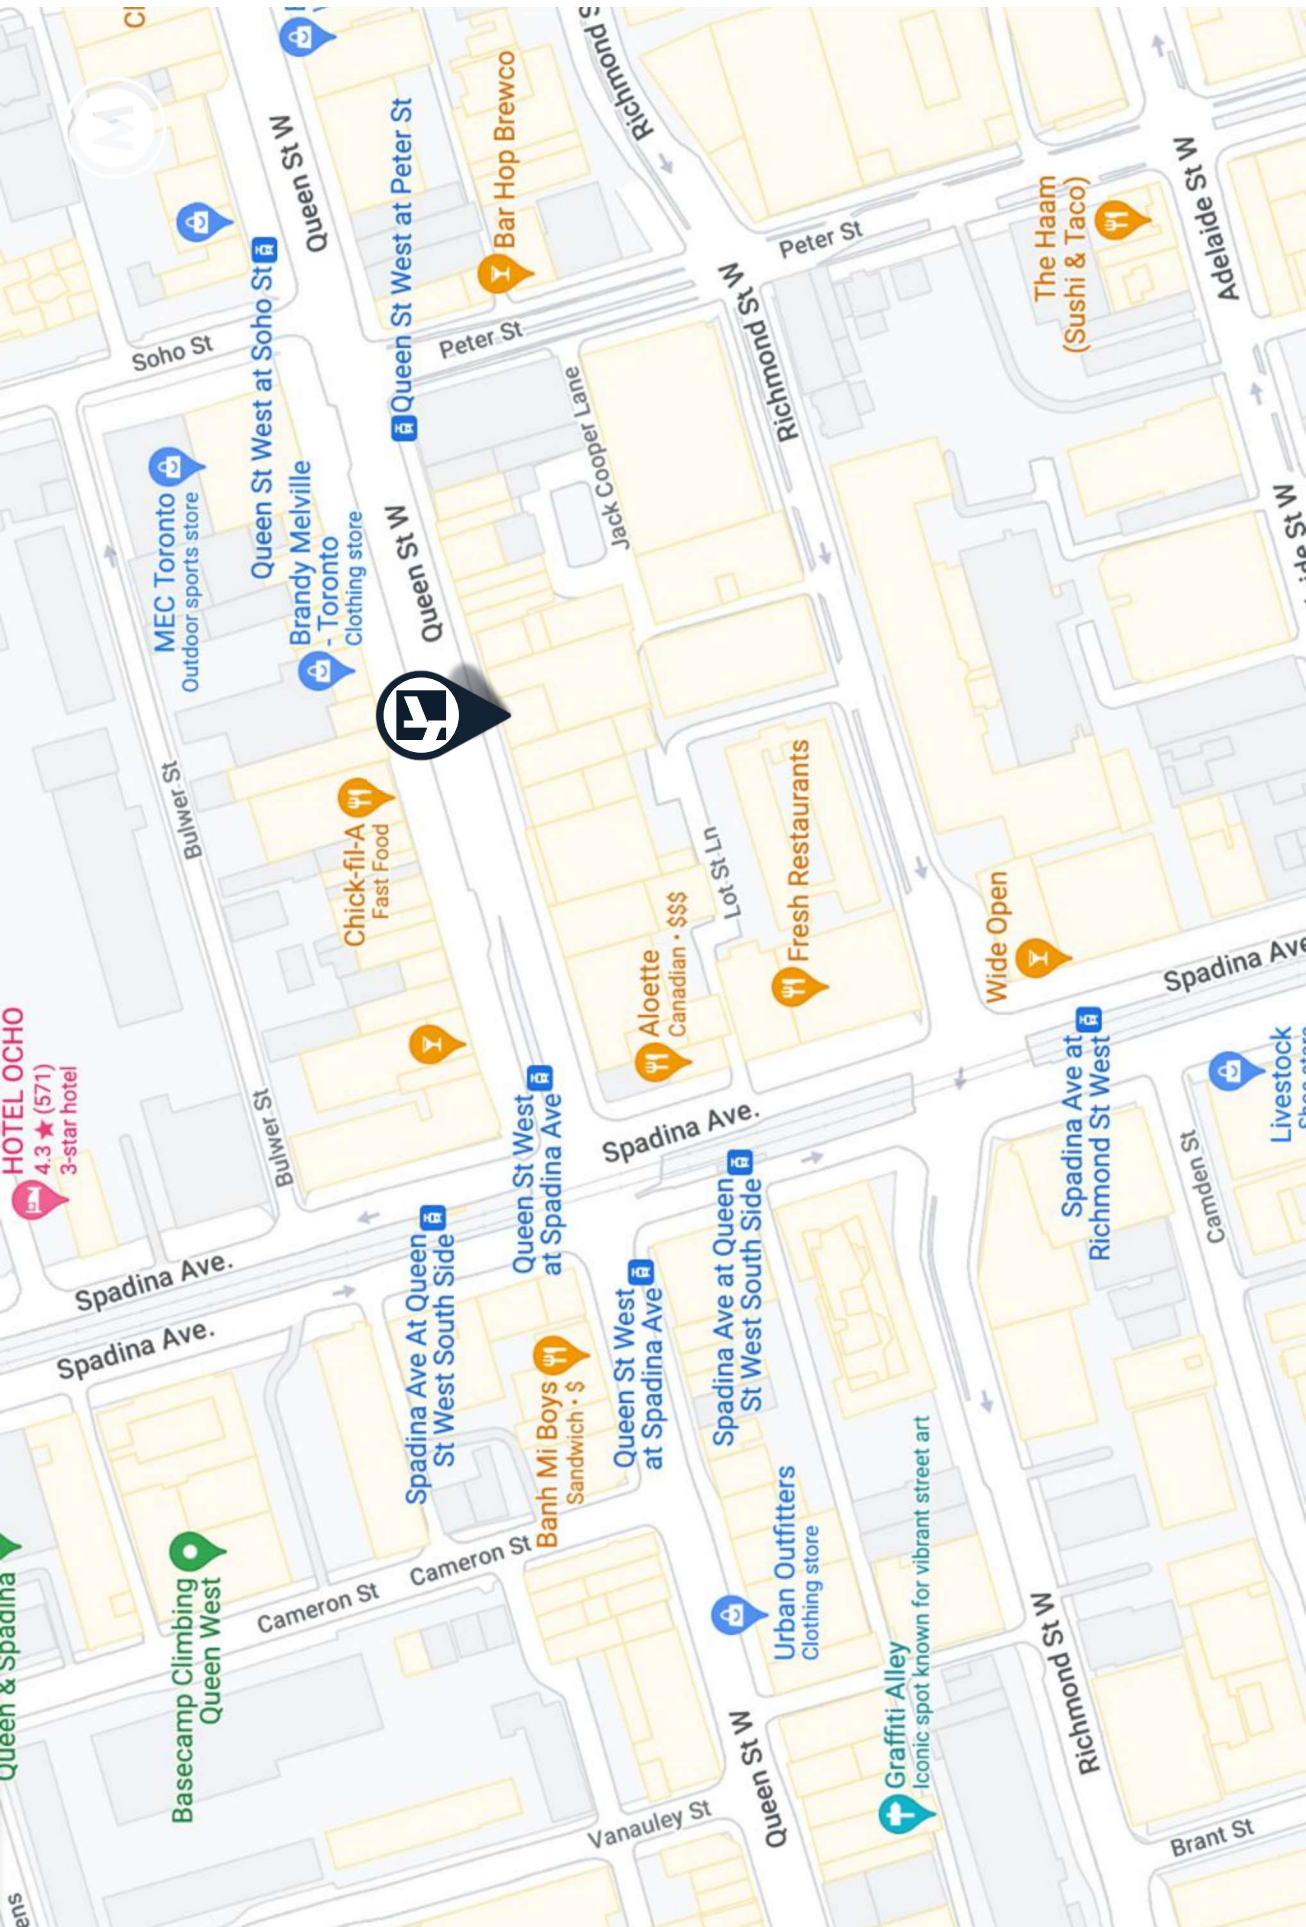 Queen St W
Richmond S
Bar Hop Brewco
Queen St West at Peter St
Peter St
Adelaide St W
The Haam
(Sushi & Taco)
Queen St West at Soho St
Soho St
Peter St
Richmond St W
Jack Cooper Lane
MEC Toronto
Outdoor sports store
Brandy Melville
- Toronto
Clothing store
Queen St W
ide St W
Bulwer St
Chick-fil-A
Fast Food
Lot St Ln
Fresh Restaurants
Aloette
Canadian · $$$
Wide Open
Spadina Ave
HOTEL OCHO
4.3 ★ (571)
3-star hotel
Bulwer St
Queen St West
at Spadina Ave
Spadina Ave.
Spadina Ave at
Richmond St West
Livestock
Shoe store
Camden St
Spadina Ave.
Spadina Ave.
Spadina Ave At Queen
St West South Side
Spadina Ave at Queen
St West South Side
Queen St West
at Spadina Ave
Banh Mi Boys
Sandwich · $
Cameron St
Cameron St
Urban Outfitters
Clothing store
Queen & Spadina
Basecamp Climbing
Queen West
Graffiti Alley
Iconic spot known for vibrant street art
Richmond St W
Queen St W
Vanauley St
Brant St
ens